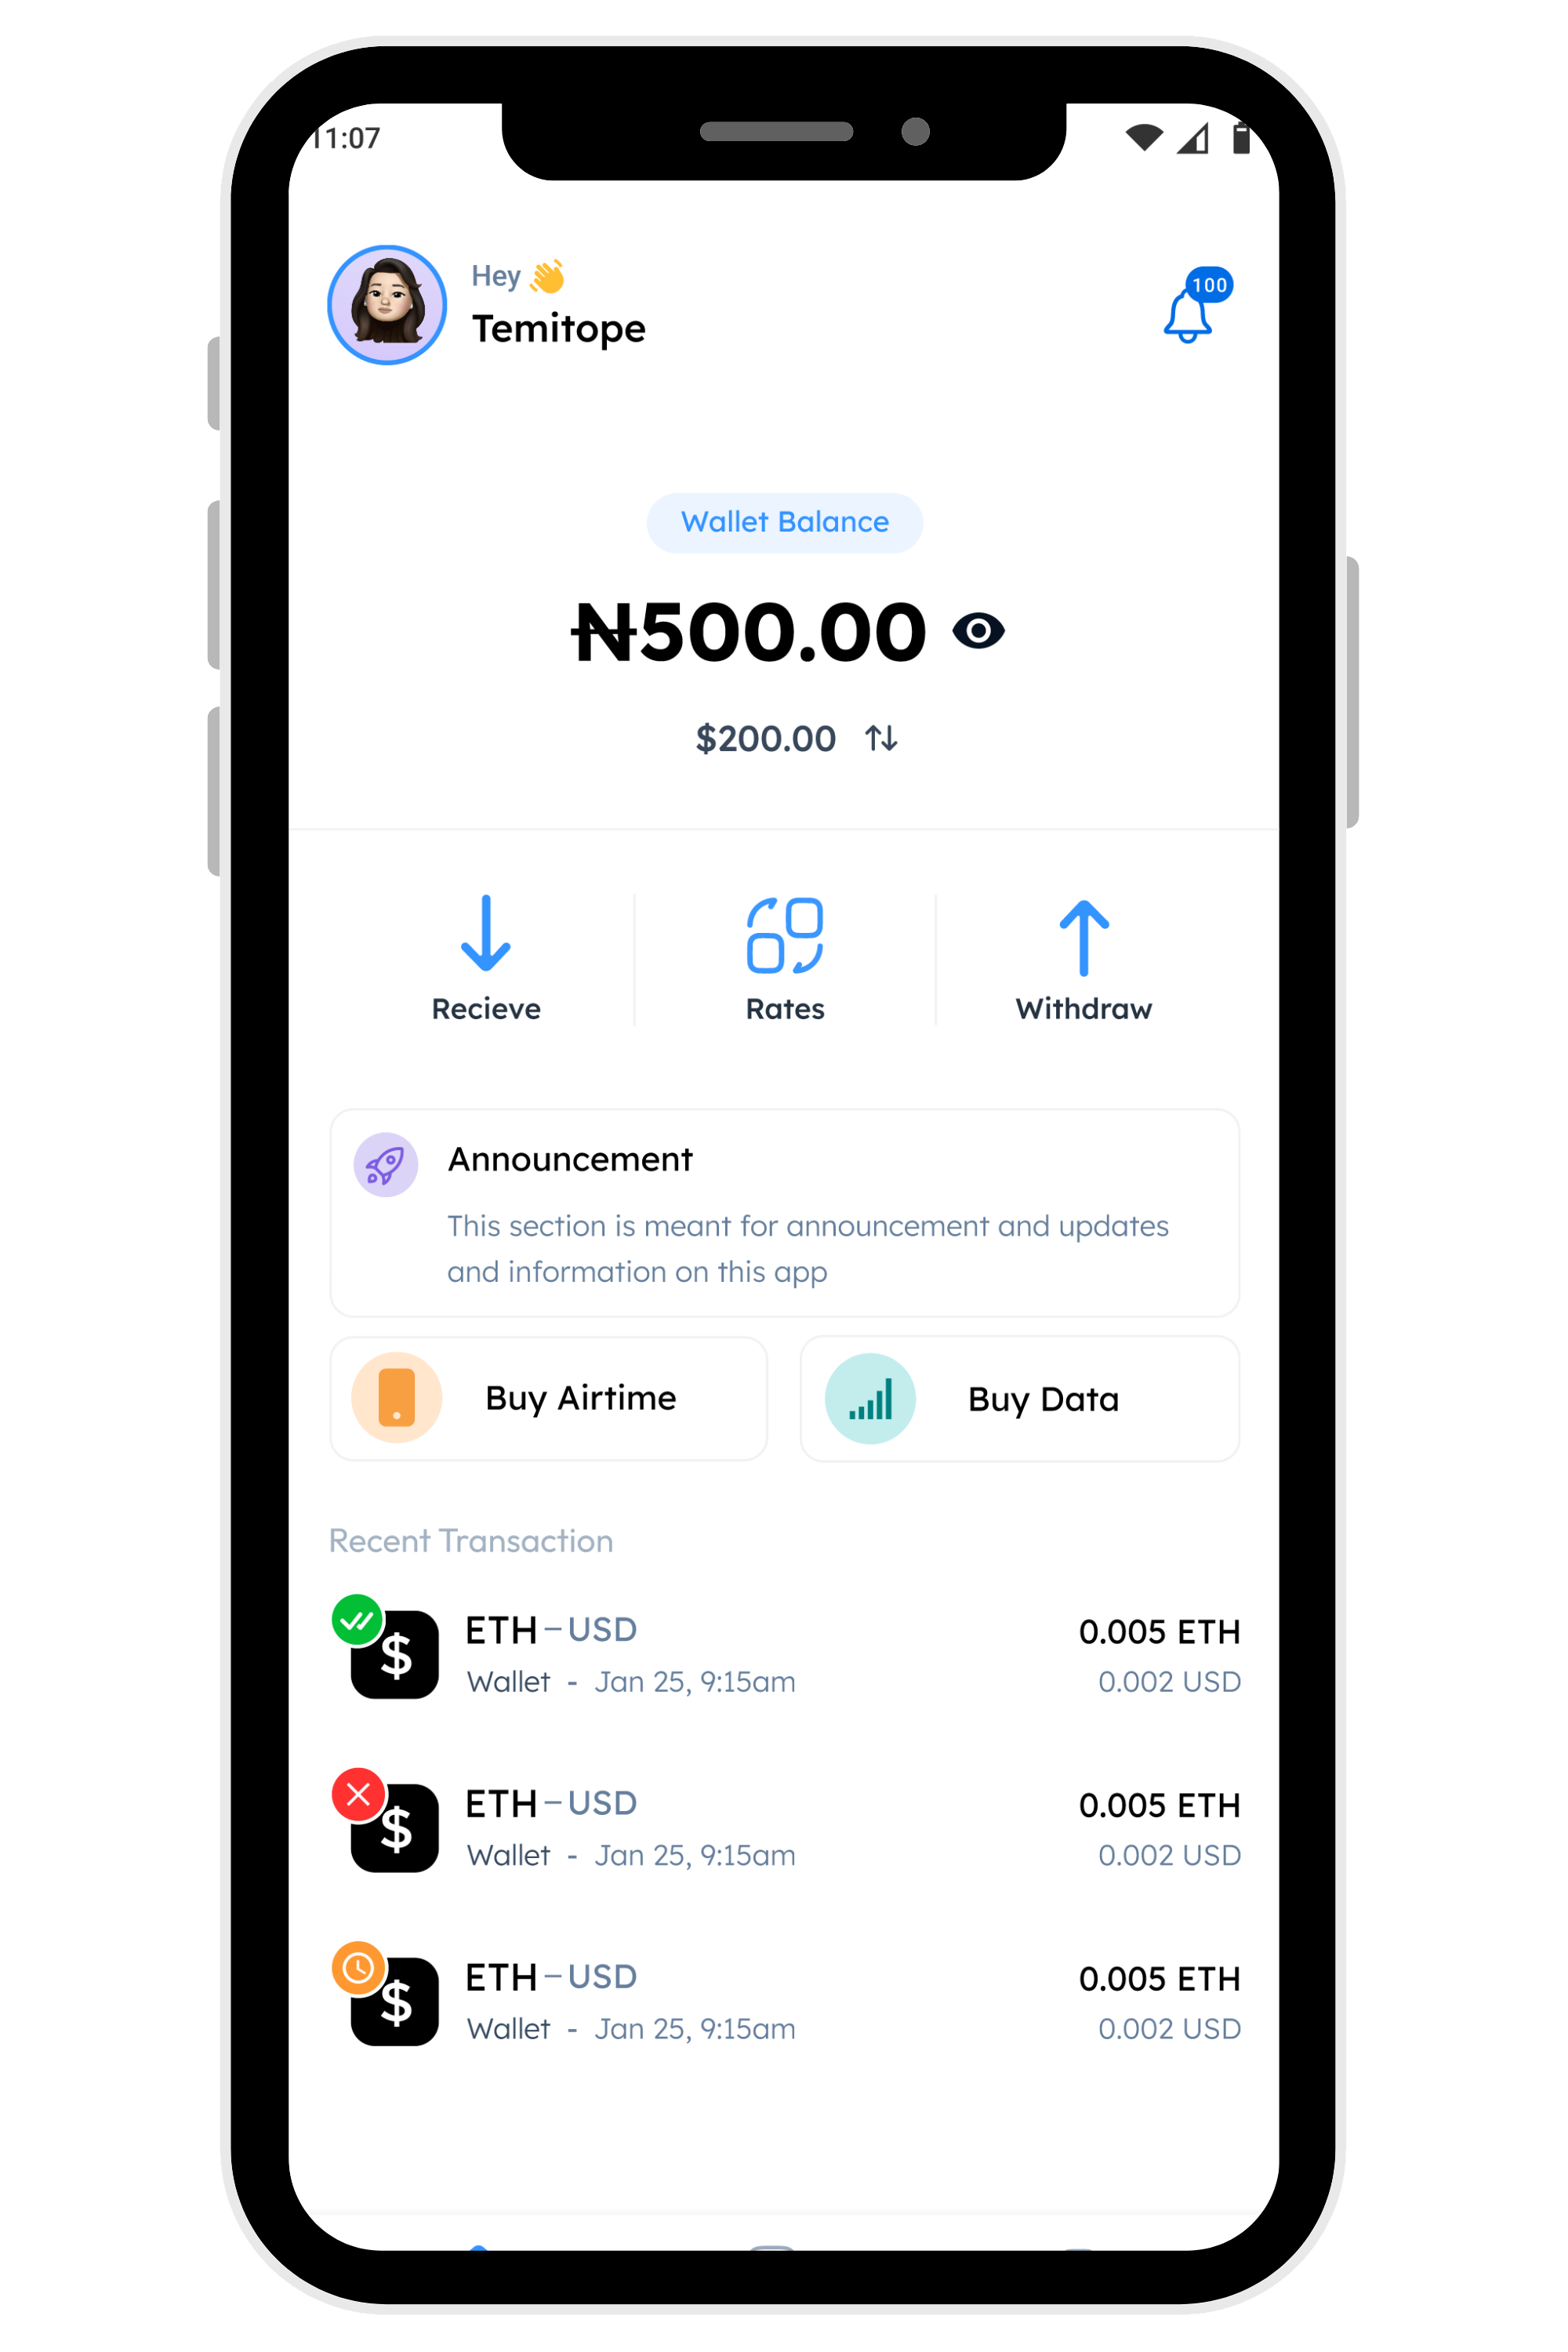 11:07
Hey 👋
100
Temitope
Wallet Balance
₦500.00
$200.00
Recieve
Rates
Withdraw
Announcement
This section is meant for announcement and updates
and information on this app
Buy Airtime
Buy Data
Recent Transaction
ETH – USD
0.005 ETH
Wallet - Jan 25, 9:15am
0.002 USD
ETH – USD
0.005 ETH
Wallet - Jan 25, 9:15am
0.002 USD
ETH – USD
0.005 ETH
Wallet - Jan 25, 9:15am
0.002 USD